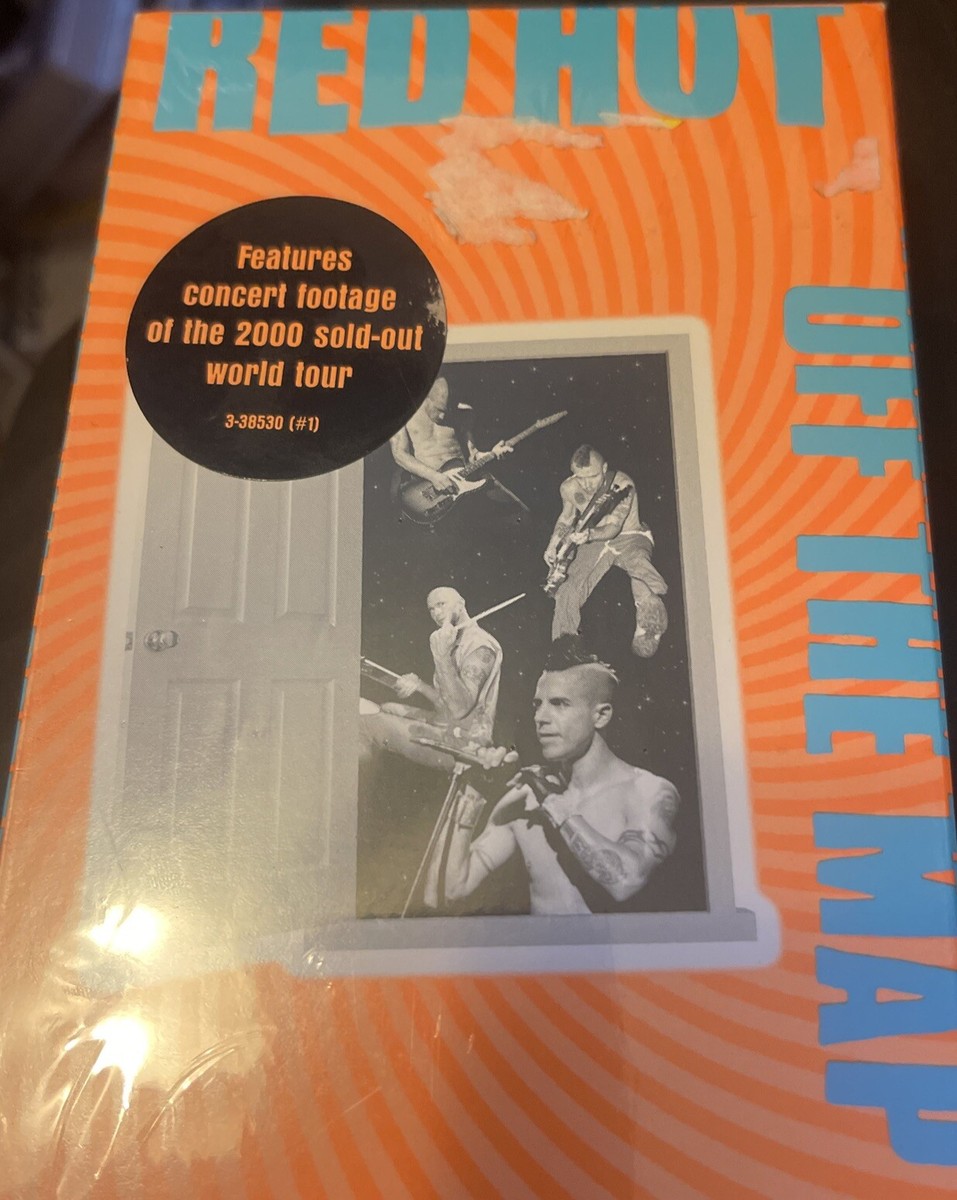 RED HOT
Features
concert footage
of the 2000 sold-out
world tour
3-38530 (#1)
OFF THE MAP